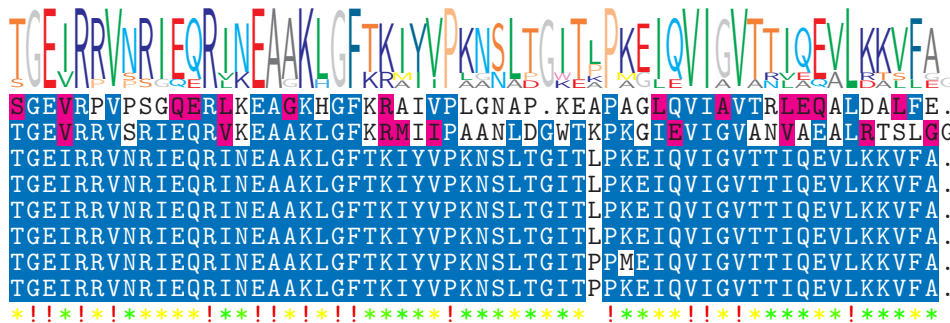 TGEIRRVNRIEQRINEAAKLGFTKIYVPKNSLTGITLPKEIQVIGVTTIQEVLKKVFA
SGEVRPVPSGQERLKEAGKHGFKRAIVPLGNAP.KEAPAGLQVIAVTRLEQALDALFE.
TGEVRRVSRIEQRVKEAAKLGFKRMIIPAANLDGWTKPKGIEVIGVANVAEALRTSLGG
TGEIRRVNRIEQRINEAAKLGFTKIYVPKNSLTGITLPKEIQVIGVTTIQEVLKKVFA.
TGEIRRVNRIEQRINEAAKLGFTKIYVPKNSLTGITLPKEIQVIGVTTIQEVLKKVFA.
TGEIRRVNRIEQRINEAAKLGFTKIYVPKNSLTGITLPKEIQVIGVTTIQEVLKKVFA.
TGEIRRVNRIEQRINEAAKLGFTKIYVPKNSLTGITLPKEIQVIGVTTIQEVLKKVFA.
TGEIRRVNRIEQRINEAAKLGFTKIYVPKNSLTGITPPMEIQVIGVTTIQEVLKKVFA.
TGEIRRVNRIEQRINEAAKLGFTKIYVPKNSLTGITPPKEIQVIGVTTIQEVLKKVFA.
*!!*!*!*****!**!!*!*!!*****!******** !****!!*!******!*****